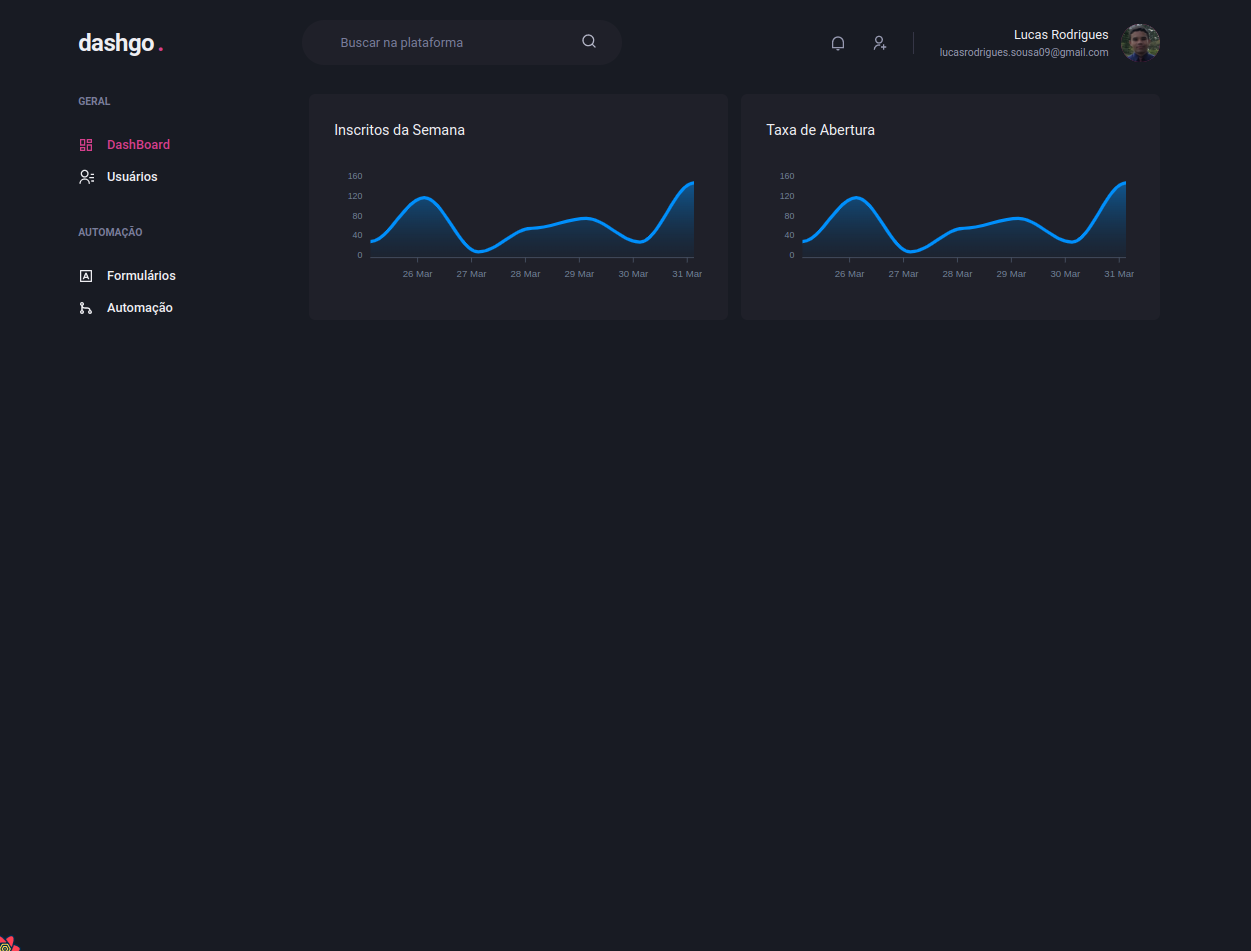 dashgo .
Buscar na plataforma
Lucas Rodrigues
lucasrodrigues.sousa09@gmail.com
GERAL
DashBoard
Usuários
AUTOMAÇÃO
Formulários
Automação
Inscritos da Semana
160
120
80
40
0
26 Mar 27 Mar 28 Mar 29 Mar 30 Mar 31 Mar
Taxa de Abertura
160
120
80
40
0
26 Mar 27 Mar 28 Mar 29 Mar 30 Mar 31 Mar